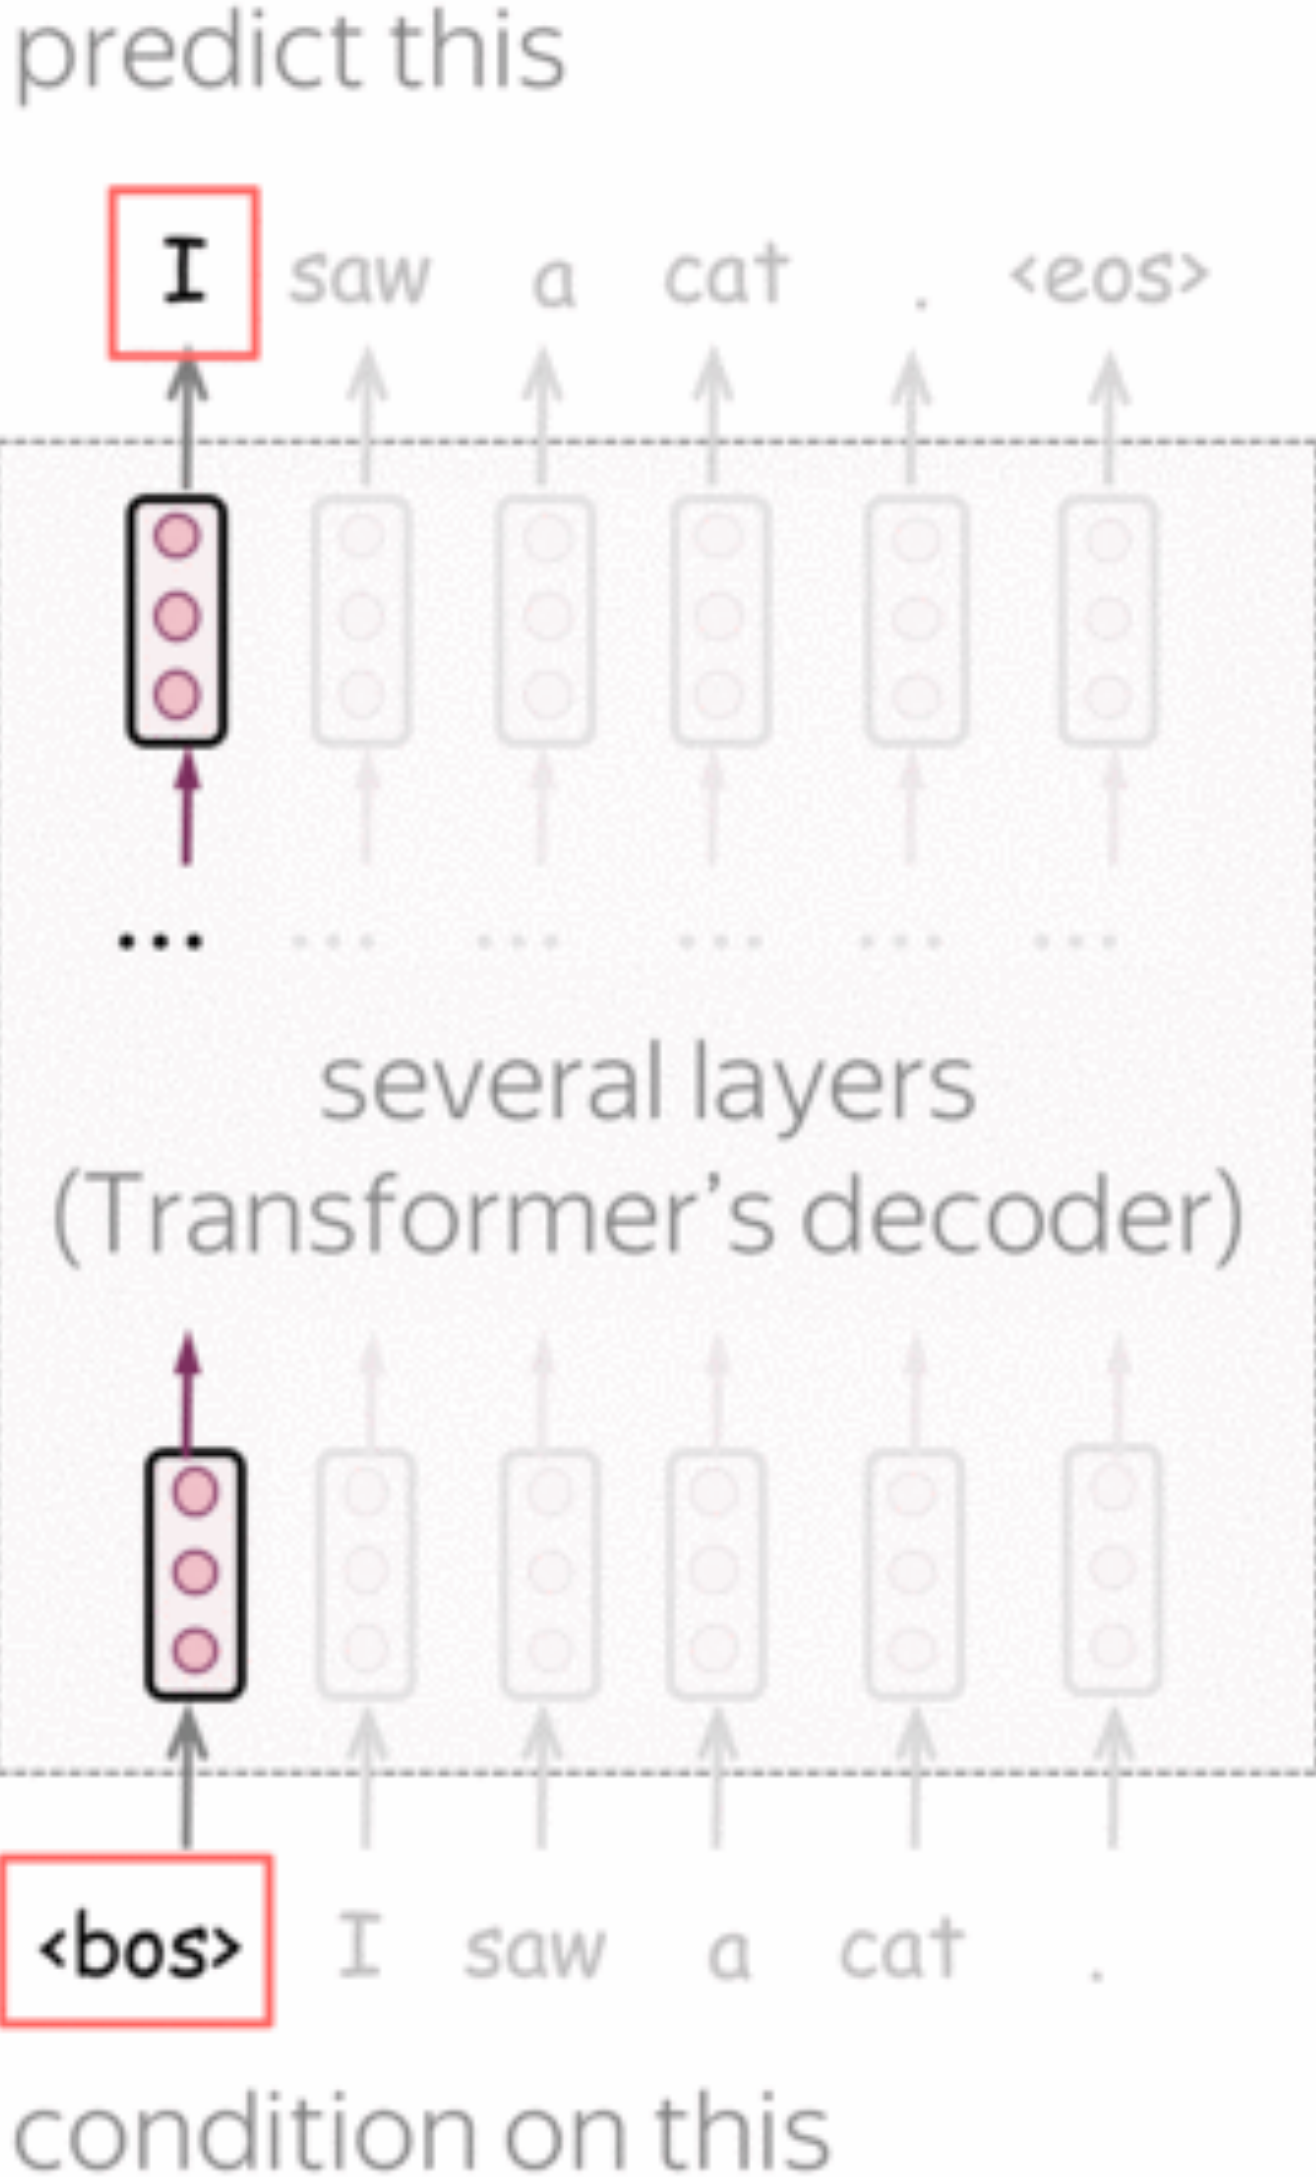 predict this
I saw a cat . <eos>
... ... ... ... ... ...
several layers
(Transformer's decoder)
<bos> I saw a cat .
condition on this